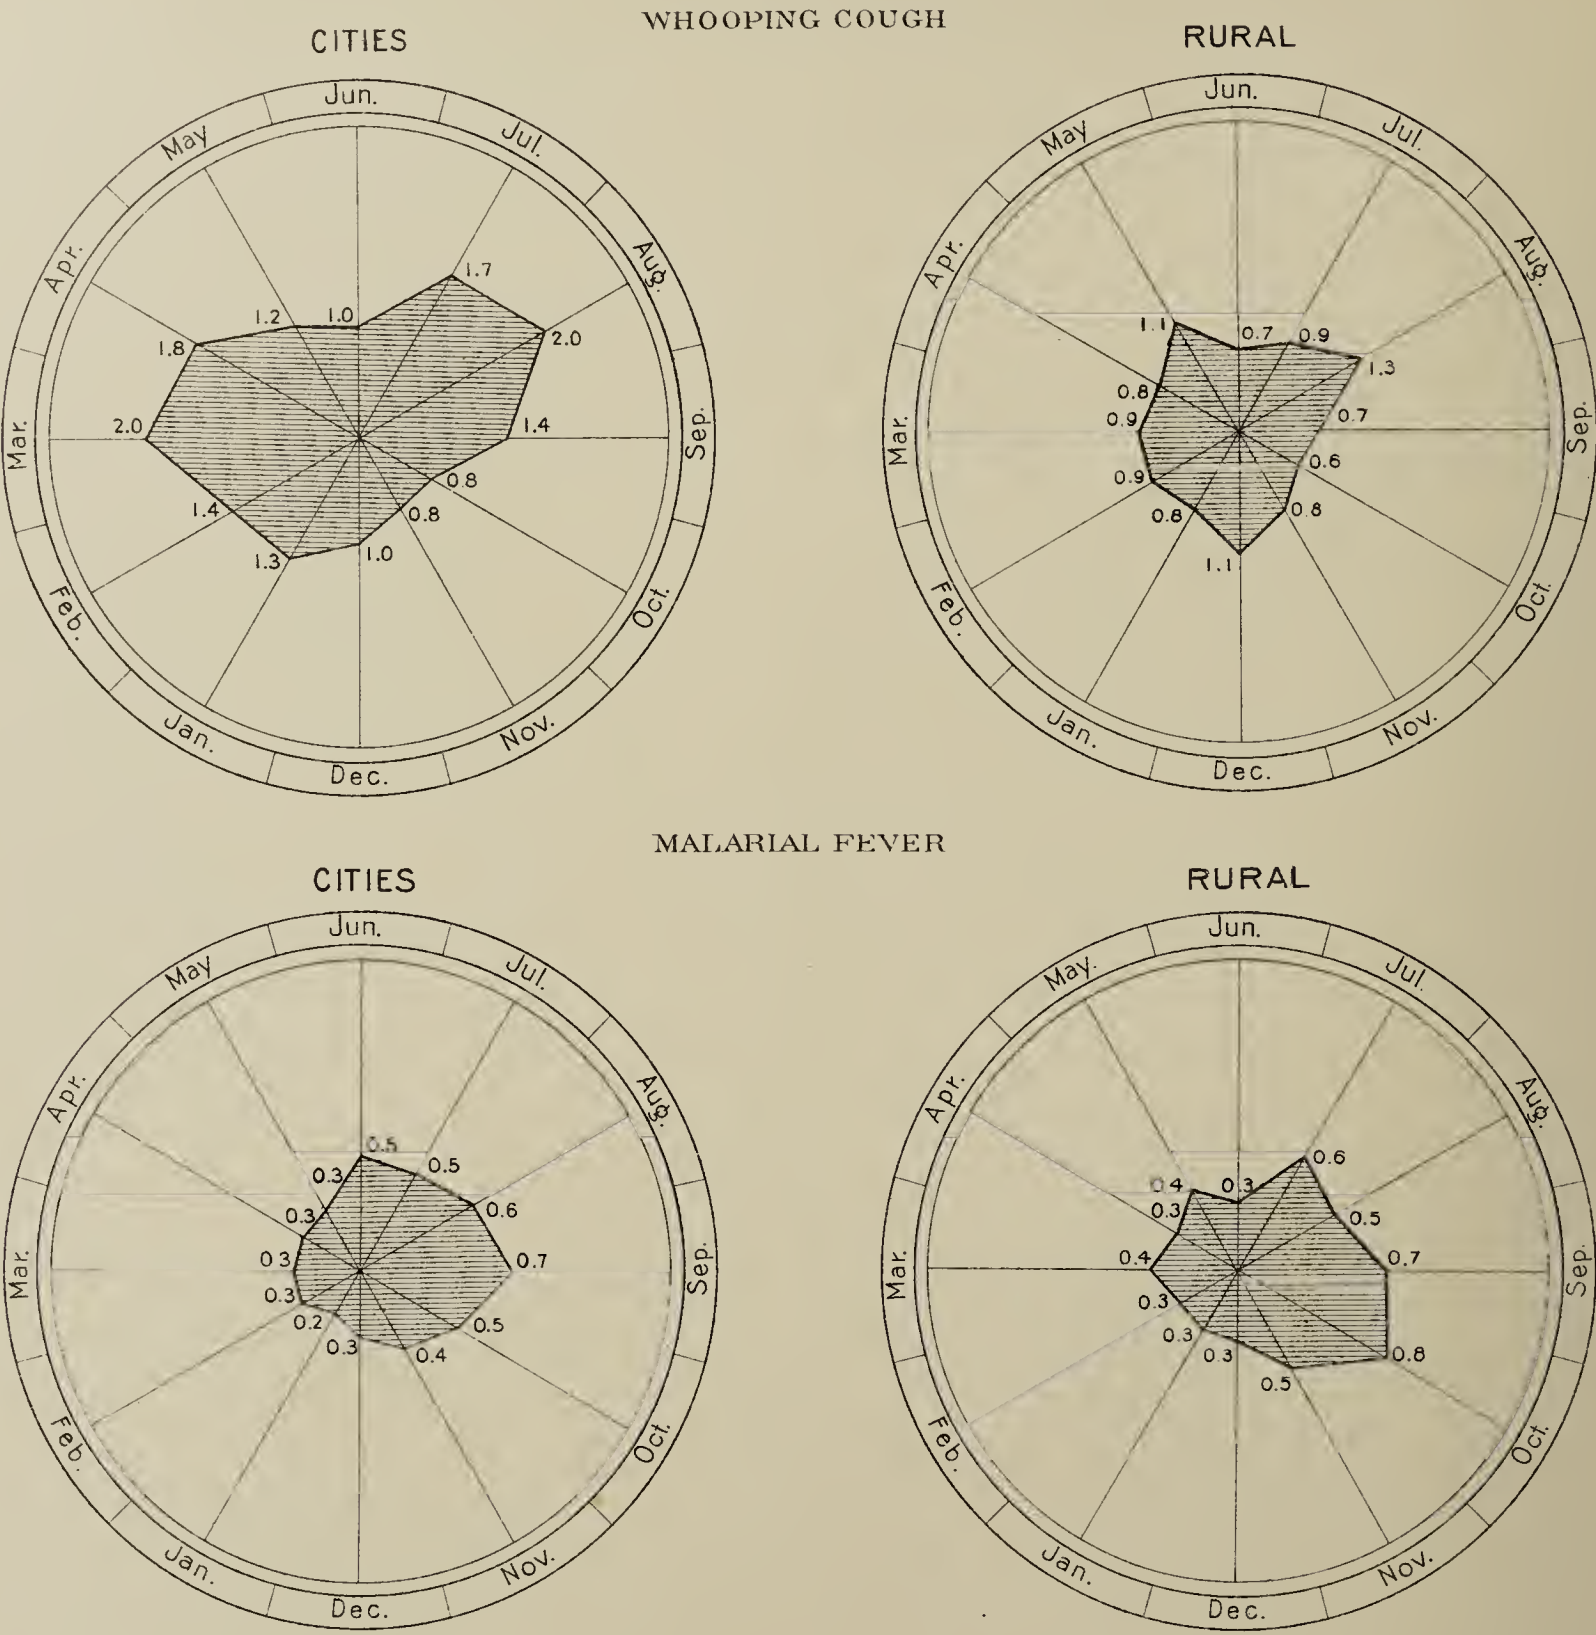 WHOOPING COUGH
CITIES
Jun.
Jul.
Aug.
Sep.
Oct.
Nov.
Dec.
Jan.
Feb.
Mar.
Apr.
May
1.0
1.7
2.0
1.4
0.8
0.8
1.0
1.3
1.4
2.0
1.8
1.2
RURAL
Jun.
Jul.
Aug.
Sep.
Oct.
Nov.
Dec.
Jan.
Feb.
Mar.
Apr.
May
0.7
0.9
1.3
0.7
0.6
0.8
1.1
0.8
0.9
0.9
0.8
1.1
MALARIAL FEVER
CITIES
Jun.
Jul.
Aug.
Sep.
Oct.
Nov.
Dec.
Jan.
Feb.
Mar.
Apr.
May
0.5
0.5
0.6
0.7
0.5
0.4
0.3
0.2
0.3
0.3
0.3
0.3
RURAL
Jun.
Jul.
Aug.
Sep.
Oct.
Nov.
Dec.
Jan.
Feb.
Mar.
Apr.
May.
0.3
0.6
0.5
0.7
0.8
0.5
0.3
0.3
0.3
0.4
0.3
0.4